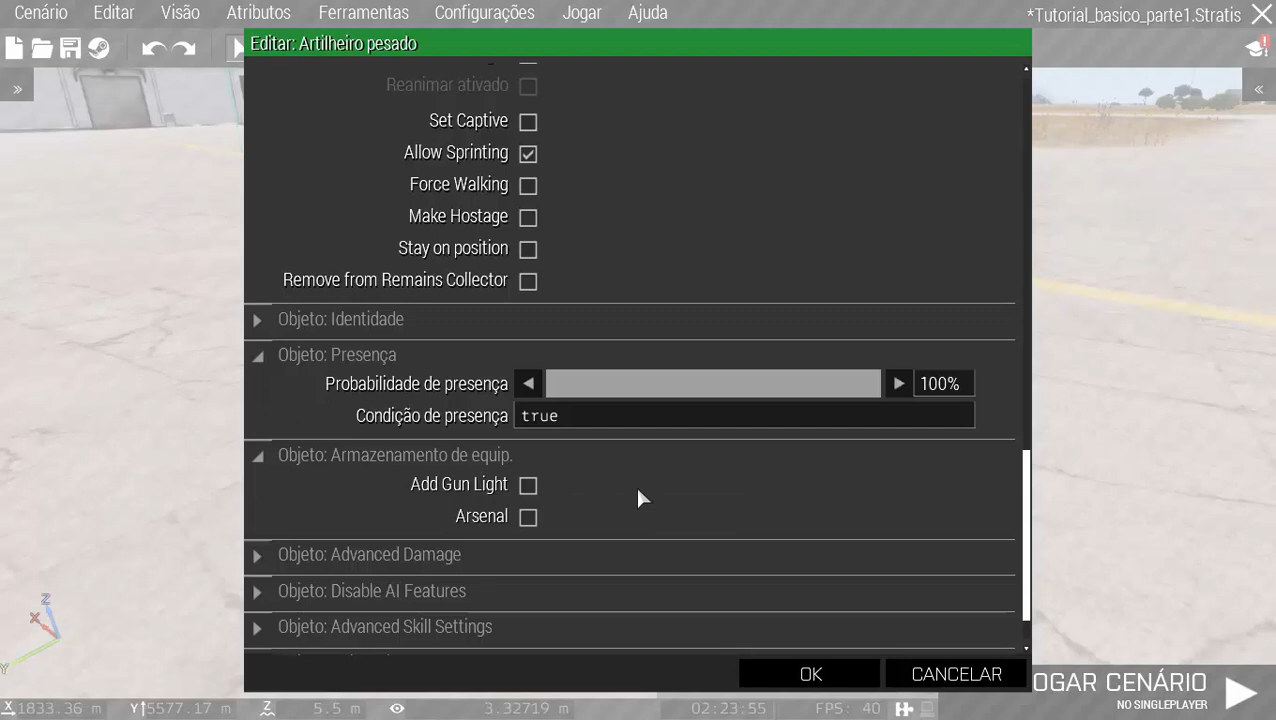 Cenário Editar Visão Atributos Ferramentas Configurações Jogar Ajuda *Tutorial_basico_parte1.Stratis
Editar: Artilheiro pesado
Reanimar ativado
Set Captive
Allow Sprinting
Force Walking
Make Hostage
Stay on position
Remove from Remains Collector
Objeto: Identidade
Objeto: Presença
Probabilidade de presença 100%
Condição de presença true
Objeto: Armazenamento de equip.
Add Gun Light
Arsenal
Objeto: Advanced Damage
Objeto: Disable AI Features
Objeto: Advanced Skill Settings
OK CANCELAR
OGAR CENÁRIO
NO SINGLEPLAYER
X 1833.36 m Y 5577.17 m Z 5.5 m 3.32719 m 02:23:55 FPS: 40